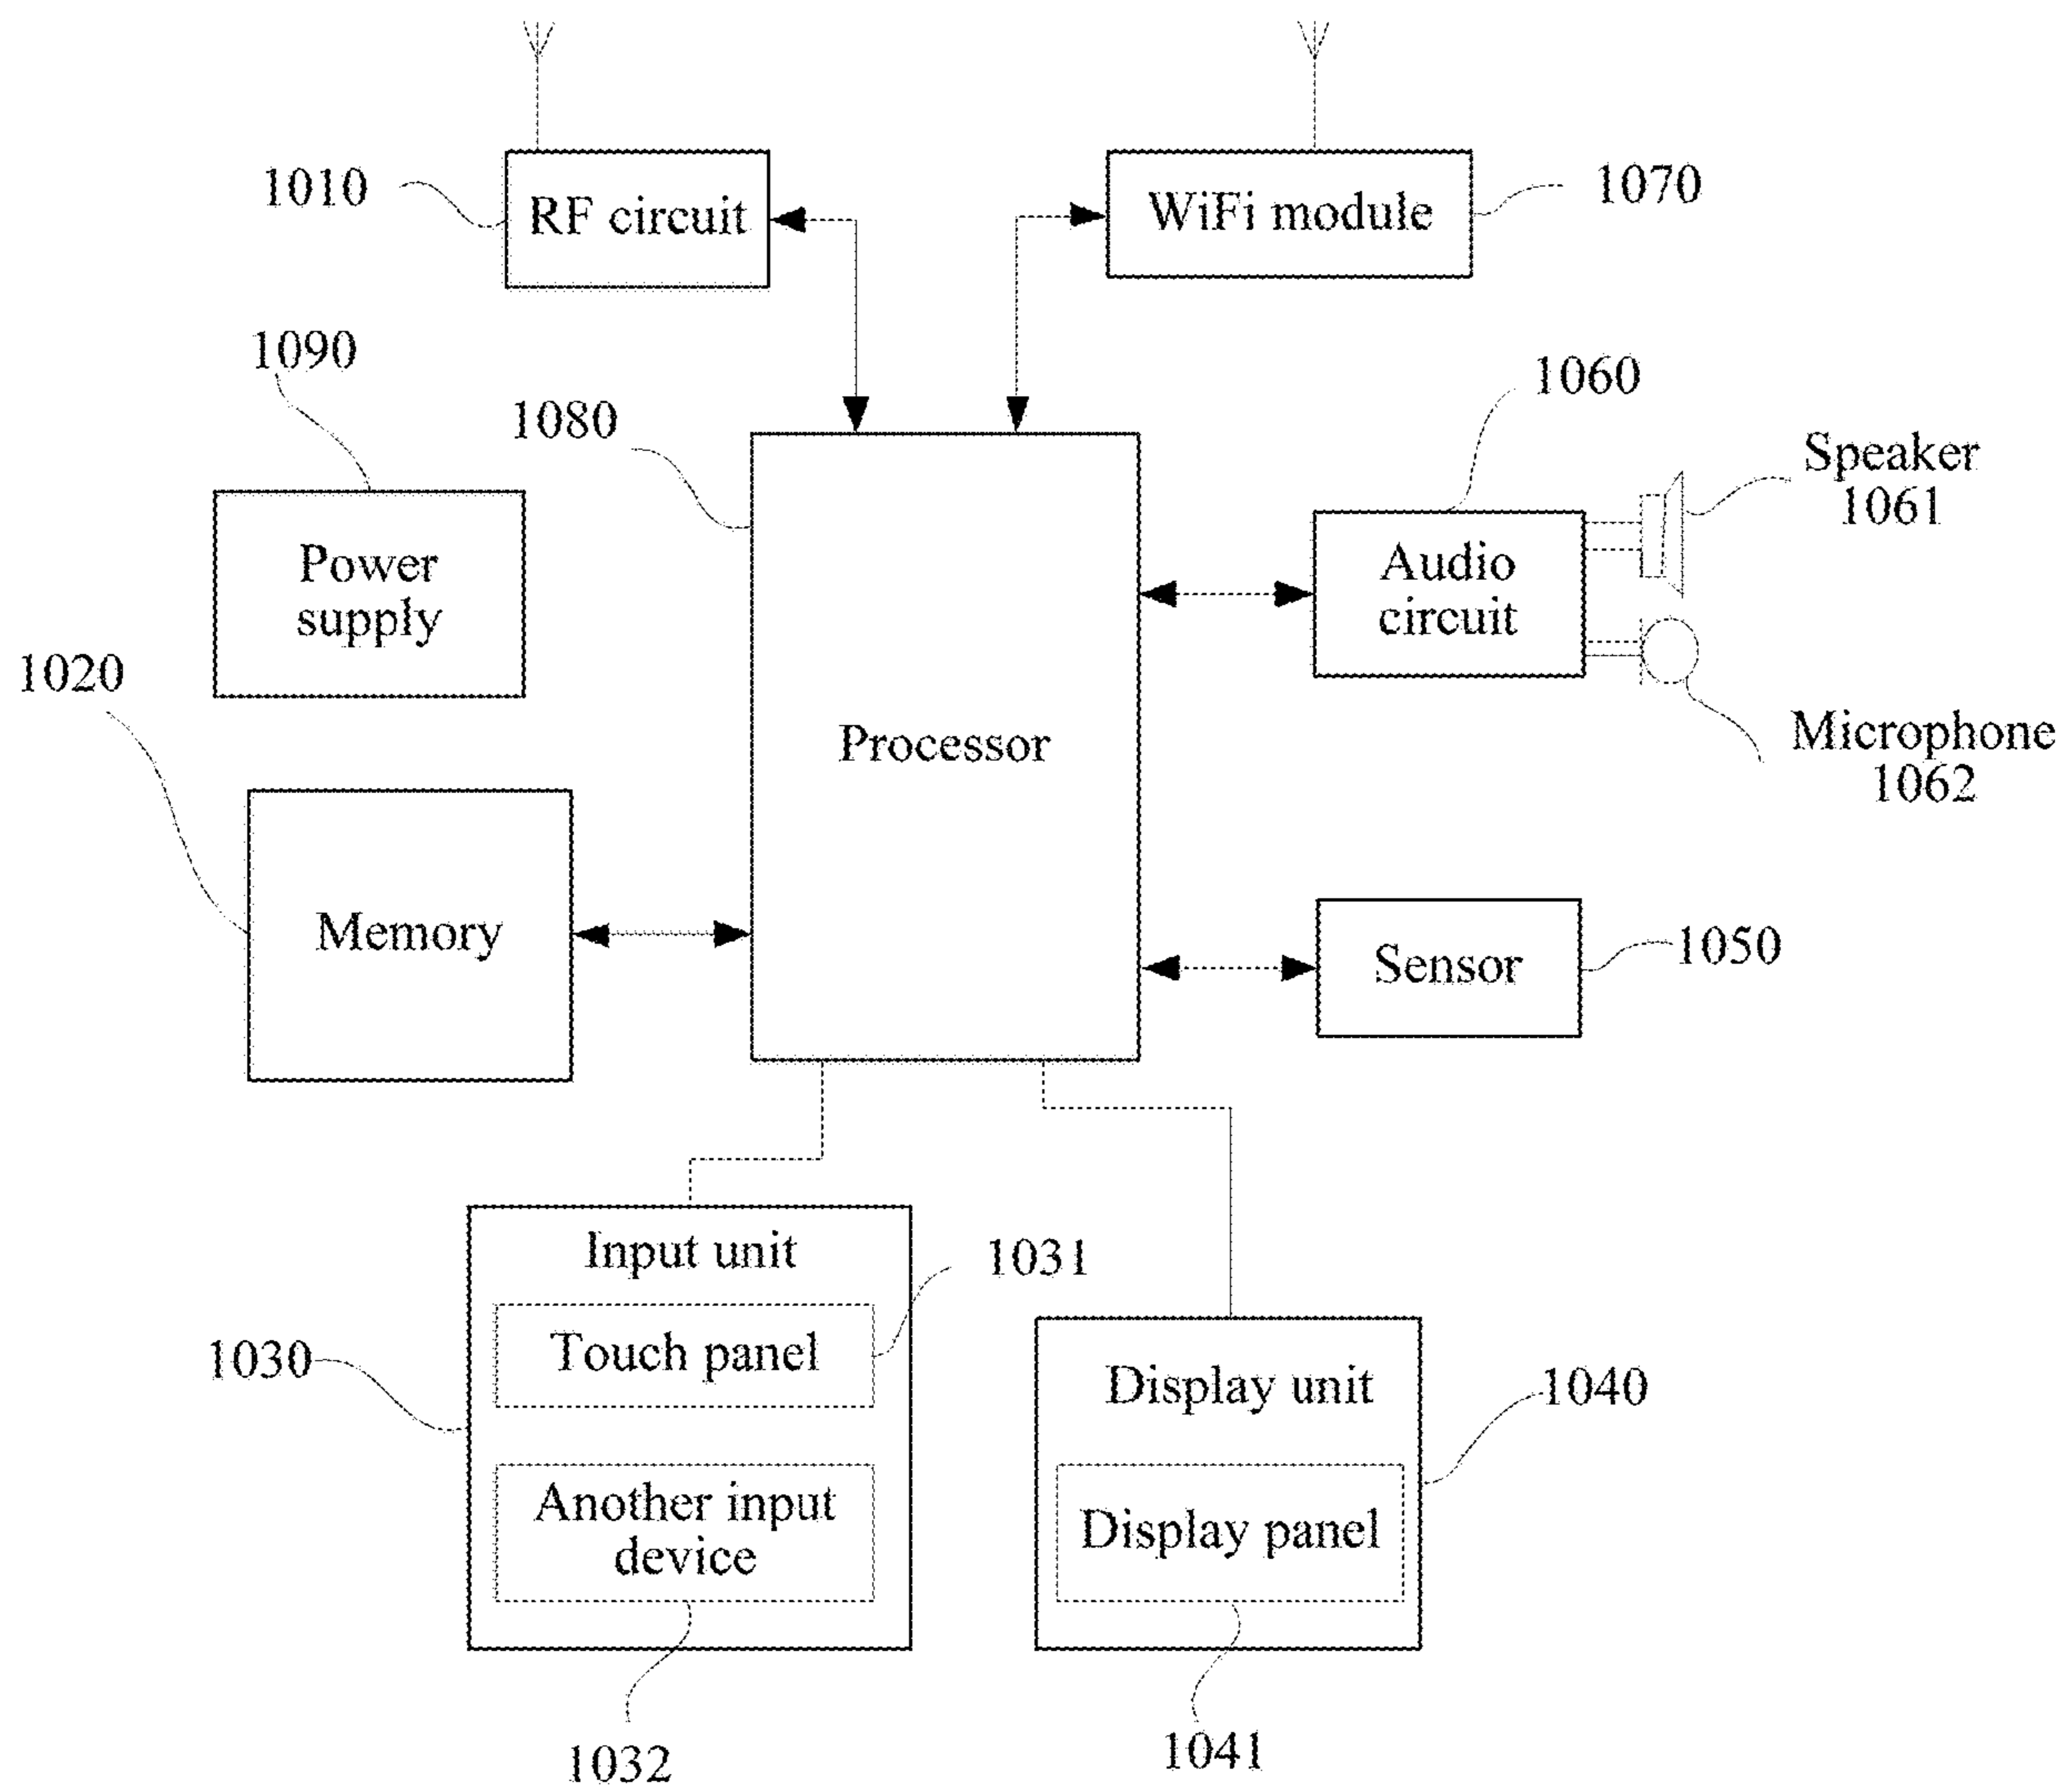 1010
RF circuit
WiFi module
1070
1090
1080
1060
Speaker
1061
Power
supply
Audio
circuit
1020
Processor
Microphone
1062
Memory
Sensor
1050
Input unit
1031
Touch panel
1030
Display unit
1040
Another input
device
Display panel
1032
1041